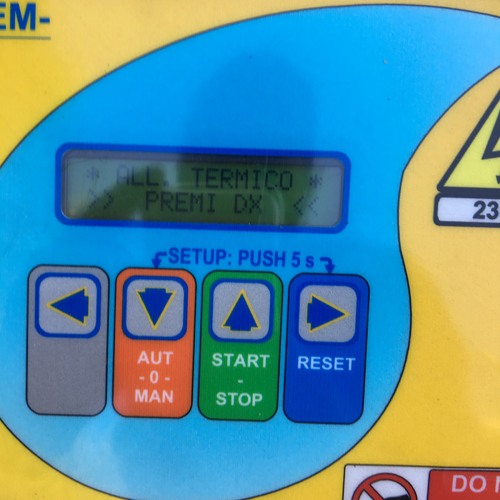 EM-
* ALL. TERMICO *
>> PREMI DX <<
SETUP: PUSH 5 s
AUT
- 0 -
MAN
START
-
STOP
RESET
23
DO